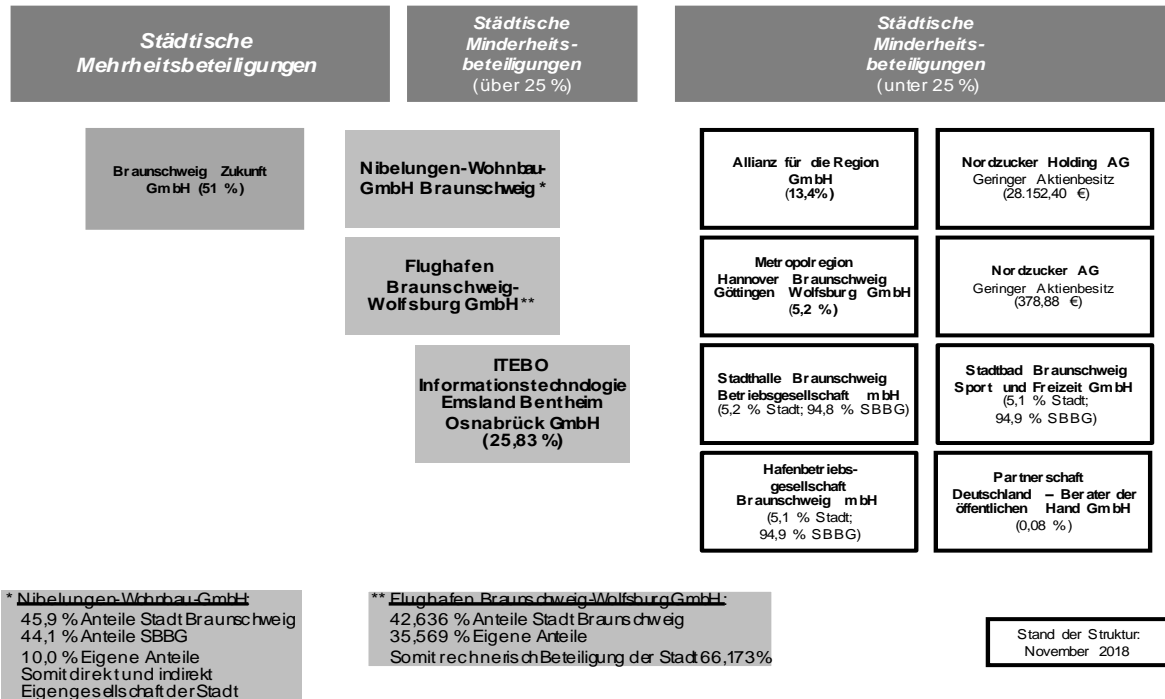 Städtische
Mehrheitsbeteiligungen
Städtische
Minderheits-
beteiligungen
(über 25 %)
Städtische
Minderheits-
beteiligungen
(unter 25 %)
Braunschweig Zukunft
GmbH (51 %)
Nibelungen-Wohnbau-
GmbH Braunschweig *
Flughafen
Braunschweig-
Wolfsburg GmbH**
ITEBO
Informationstechnologie
Emsland Bentheim
Osnabrück GmbH
(25,83 %)
Allianz für die Region
GmbH
(13,4%)
Nordzucker Holding AG
Geringer Aktienbesitz
(28.152,40 €)
Metropolregion
Hannover Braunschweig
Göttingen Wolfsburg GmbH
(5,2 %)
Nordzucker AG
Geringer Aktienbesitz
(378,88 €)
Stadthalle Braunschweig
Betriebsgesellschaft mbH
(5,2 % Stadt; 94,8 % SBBG)
Stadtbad Braunschweig
Sport und Freizeit GmbH
(5,1 % Stadt;
94,9 % SBBG)
Hafenbetriebs-
gesellschaft
Braunschweig mbH
(5,1 % Stadt;
94,9 % SBBG)
Partnerschaft
Deutschland – Berater der
öffentlichen Hand GmbH
(0,08 %)
* Nibelungen-Wohnbau-GmbH:
45,9 % Anteile Stadt Braunschweig
44,1 % Anteile SBBG
10,0 % Eigene Anteile
Somit direkt und indirekt
Eigengesellschaft der Stadt
** Flughafen Braunschweig-Wolfsburg GmbH:
42,636 % Anteile Stadt Braunschweig
35,569 % Eigene Anteile
Somit rechnerisch Beteiligung der Stadt 66,173%
Stand der Struktur:
November 2018